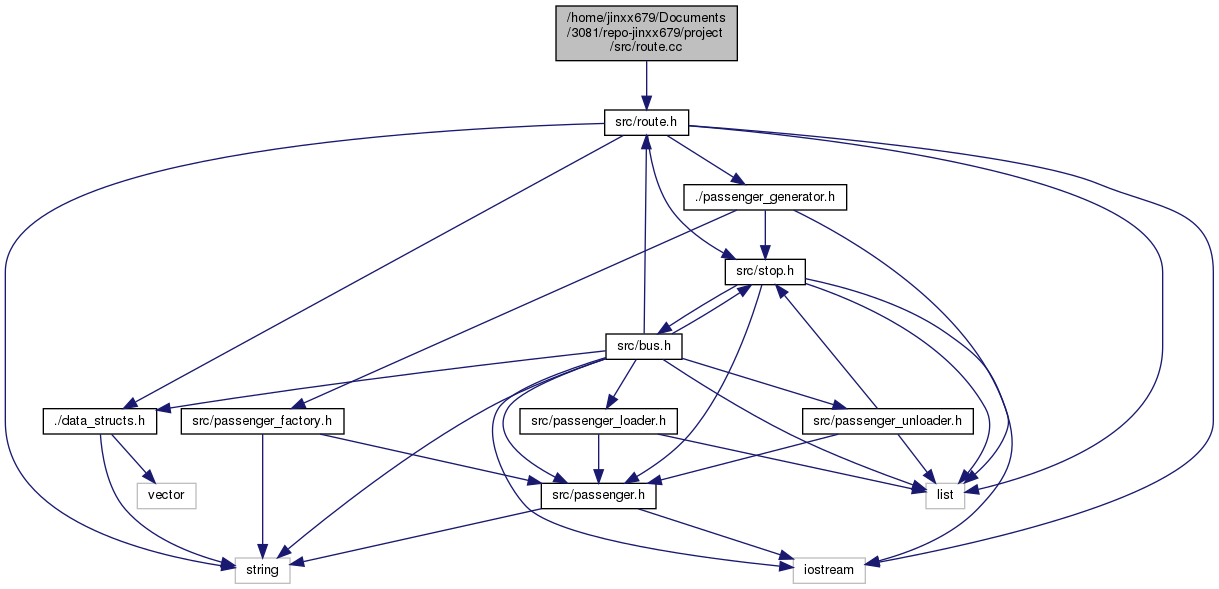 /home/jinxx679/Documents
/3081/repo-jinxx679/project
/src/route.cc
src/route.h
./passenger_generator.h
src/stop.h
src/bus.h
./data_structs.h
src/passenger_factory.h
src/passenger_loader.h
src/passenger_unloader.h
vector
src/passenger.h
list
string
iostream